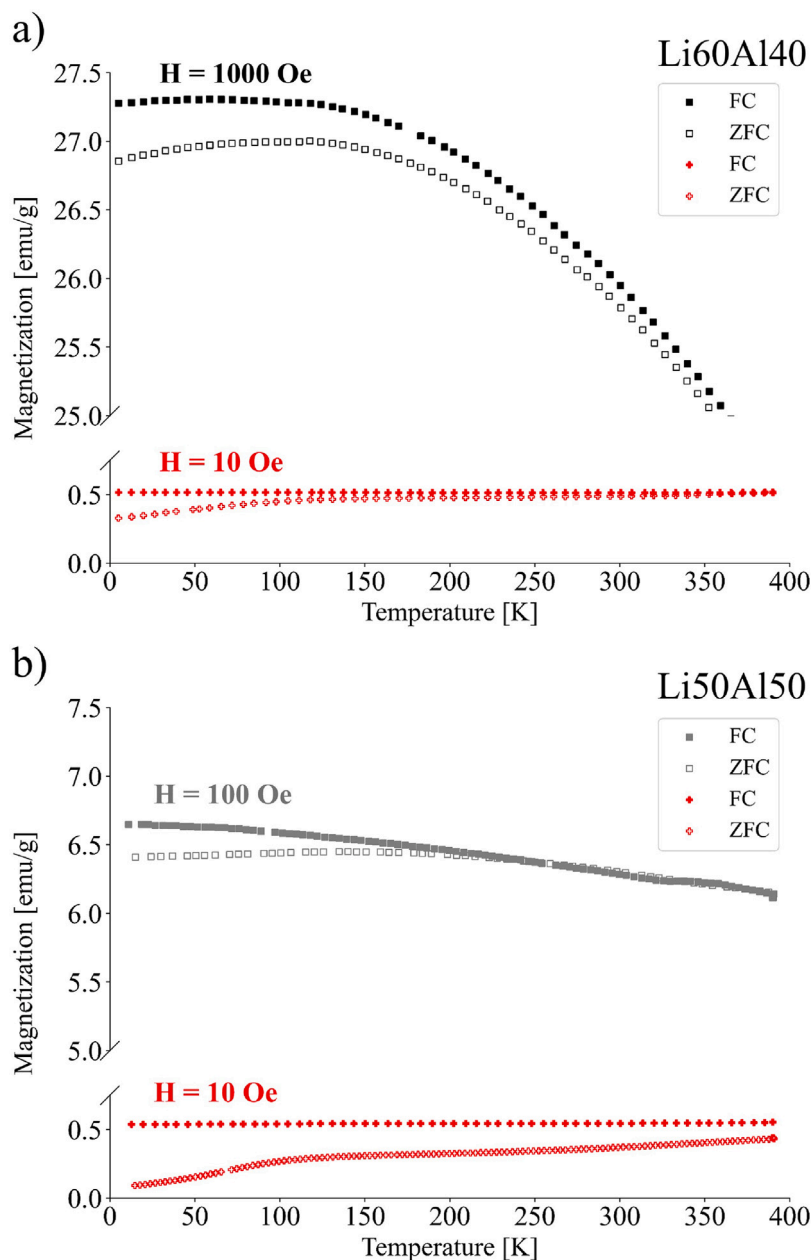 a)
Li60Al40
H = 1000 Oe
FC
ZFC
FC
ZFC
27.5
27.0
26.5
26.0
25.5
25.0
Magnetization [emu/g]
H = 10 Oe
0.5
0.0
0 50 100 150 200 250 300 350 400
Temperature [K]
b)
Li50Al50
7.5
FC
ZFC
FC
ZFC
7.0
H = 100 Oe
6.5
6.0
5.5
5.0
Magnetization [emu/g]
H = 10 Oe
0.5
0.0
0 50 100 150 200 250 300 350 400
Temperature [K]